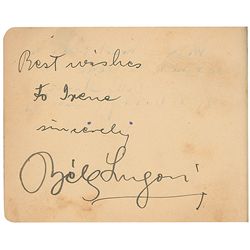 Best wishes
to Irene
sincerely
Béla Lugosi